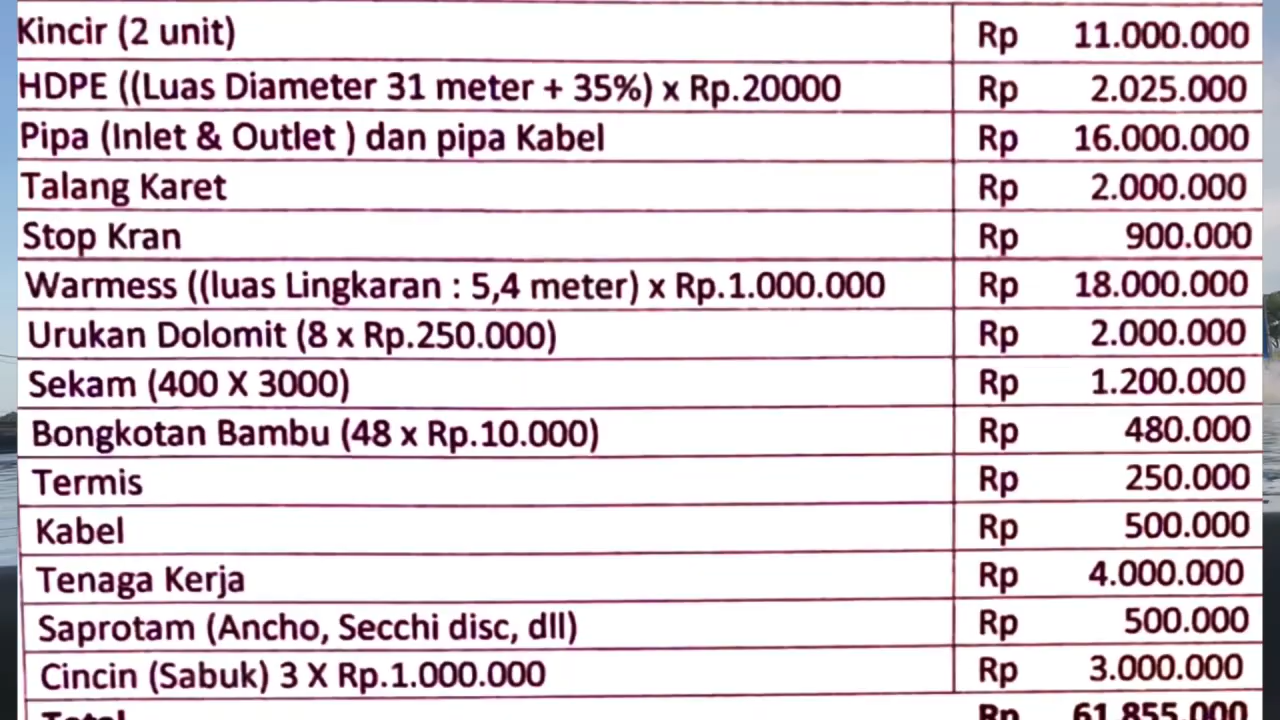 Kincir (2 unit) Rp 11.000.000
HDPE ((Luas Diameter 31 meter + 35%) x Rp.20000 Rp 2.025.000
Pipa (Inlet & Outlet ) dan pipa Kabel Rp 16.000.000
Talang Karet Rp 2.000.000
Stop Kran Rp 900.000
Warmess ((luas Lingkaran : 5,4 meter) x Rp.1.000.000 Rp 18.000.000
Urukan Dolomit (8 x Rp.250.000) Rp 2.000.000
Sekam (400 X 3000) Rp 1.200.000
Bongkotan Bambu (48 x Rp.10.000) Rp 480.000
Termis Rp 250.000
Kabel Rp 500.000
Tenaga Kerja Rp 4.000.000
Saprotam (Ancho, Secchi disc, dll) Rp 500.000
Cincin (Sabuk) 3 X Rp.1.000.000 Rp 3.000.000
Total Rp 61.855.000